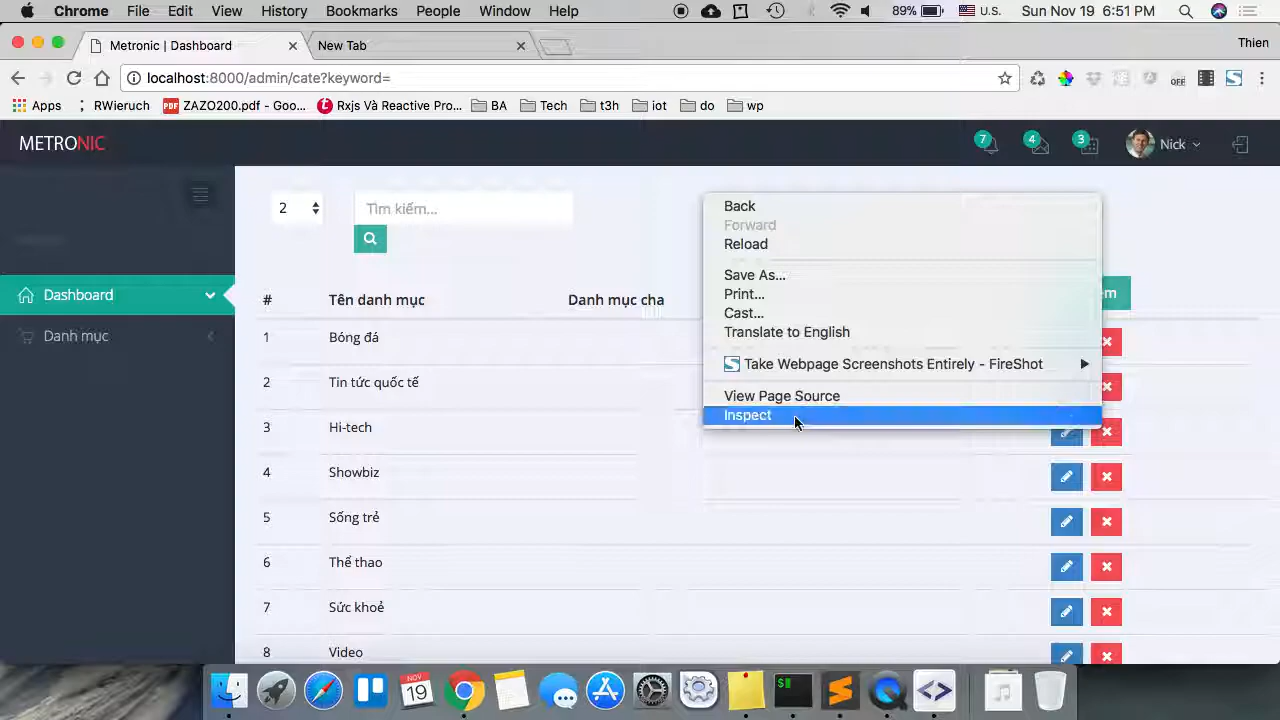 Chrome File Edit View History Bookmarks People Window Help 89% U.S. Sun Nov 19 6:51 PM
Metronic | Dashboard New Tab Thien
localhost:8000/admin/cate?keyword=
Apps RWieruch ZAZO200.pdf - Goo... Rxjs Và Reactive Pro... BA Tech t3h iot do wp
METRONIC 7 4 3 Nick
2 Tìm kiếm...
Dashboard
Danh mục
# Tên danh mục Danh mục cha
1 Bóng đá
2 Tin tức quốc tế
3 Hi-tech
4 Showbiz
5 Sống trẻ
6 Thể thao
7 Sức khoẻ
8 Video
Back
Forward
Reload
Save As...
Print...
Cast...
Translate to English
Take Webpage Screenshots Entirely - FireShot
View Page Source
Inspect
NOV
19